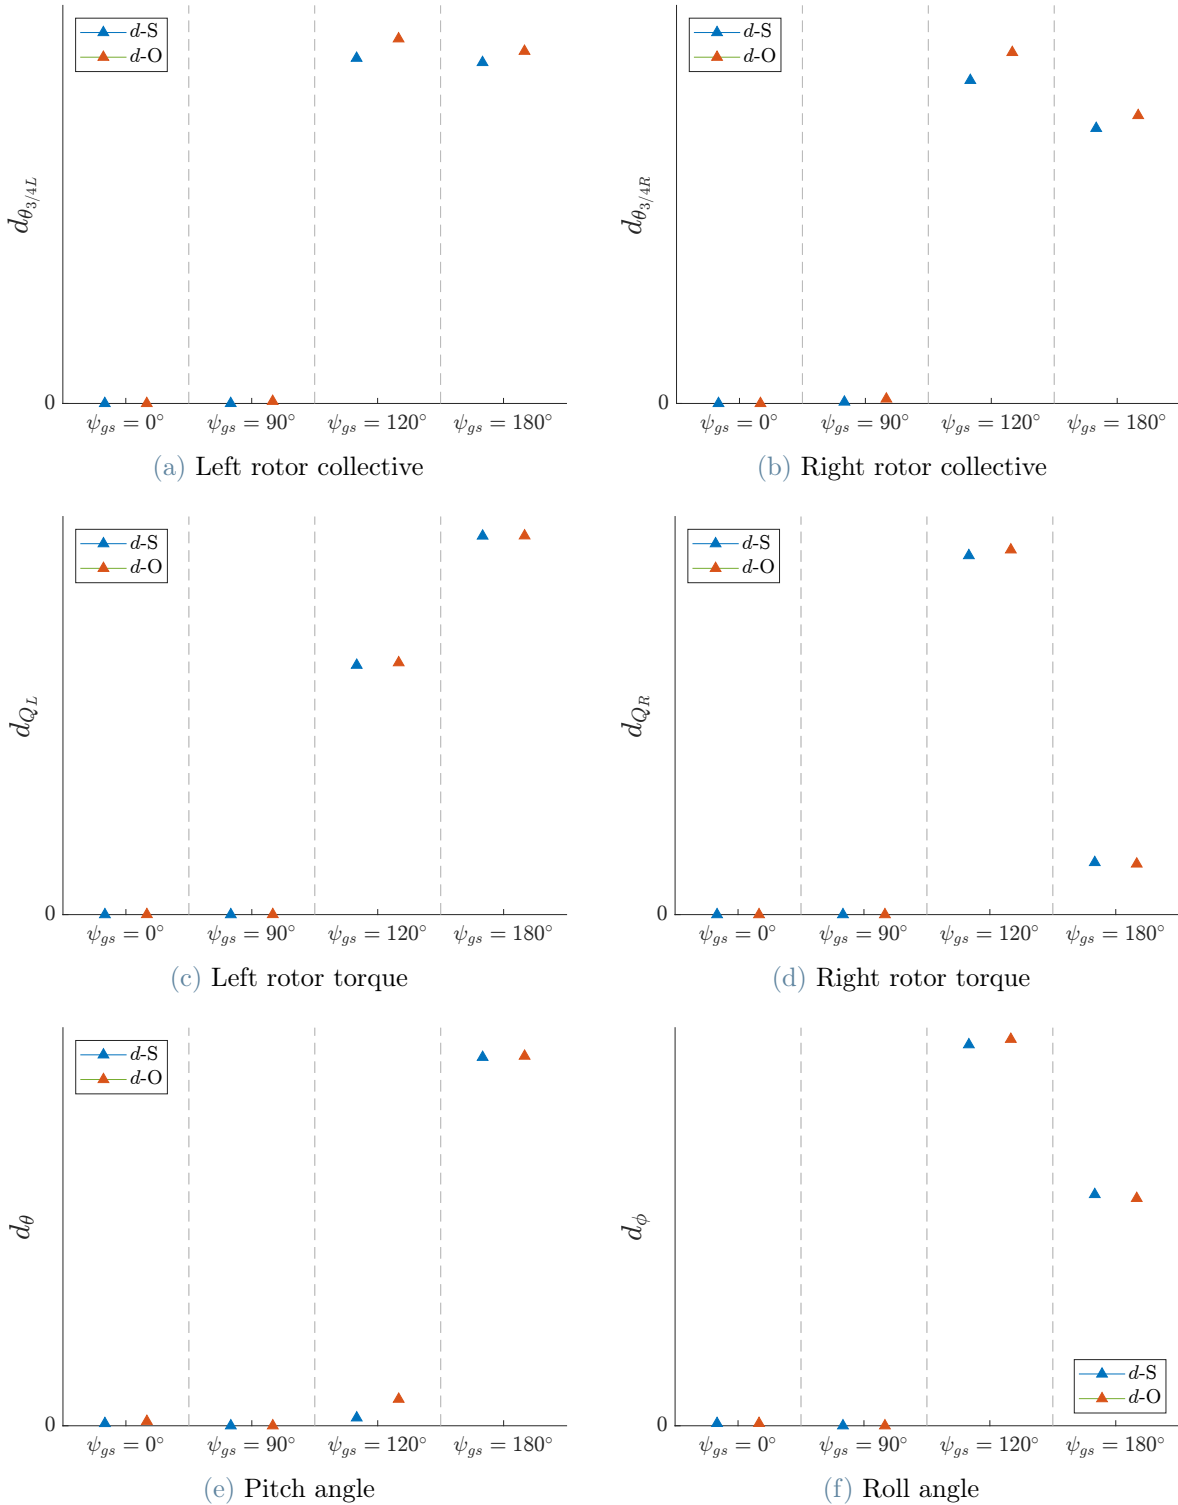 d-S
d-O
d_{θ_{3/4L}}
0
ψ_{gs} = 0° ψ_{gs} = 90° ψ_{gs} = 120° ψ_{gs} = 180°
(a) Left rotor collective
d-S
d-O
d_{θ_{3/4R}}
0
ψ_{gs} = 0° ψ_{gs} = 90° ψ_{gs} = 120° ψ_{gs} = 180°
(b) Right rotor collective
d-S
d-O
d_{Q_L}
0
ψ_{gs} = 0° ψ_{gs} = 90° ψ_{gs} = 120° ψ_{gs} = 180°
(c) Left rotor torque
d-S
d-O
d_{Q_R}
0
ψ_{gs} = 0° ψ_{gs} = 90° ψ_{gs} = 120° ψ_{gs} = 180°
(d) Right rotor torque
d-S
d-O
d_θ
0
ψ_{gs} = 0° ψ_{gs} = 90° ψ_{gs} = 120° ψ_{gs} = 180°
(e) Pitch angle
d_ϕ
d-S
d-O
0
ψ_{gs} = 0° ψ_{gs} = 90° ψ_{gs} = 120° ψ_{gs} = 180°
(f) Roll angle